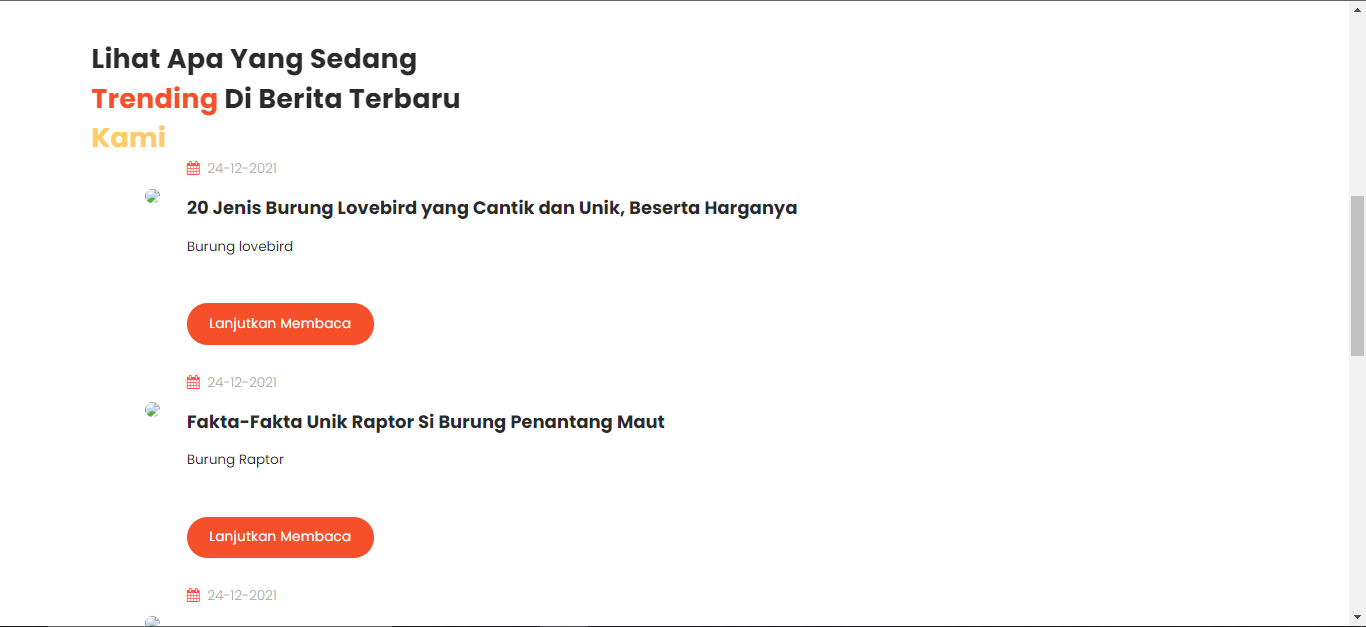 Lihat Apa Yang Sedang
Trending Di Berita Terbaru
Kami
24-12-2021
20 Jenis Burung Lovebird yang Cantik dan Unik, Beserta Harganya
Burung lovebird
Lanjutkan Membaca
24-12-2021
Fakta-Fakta Unik Raptor Si Burung Penantang Maut
Burung Raptor
Lanjutkan Membaca
24-12-2021